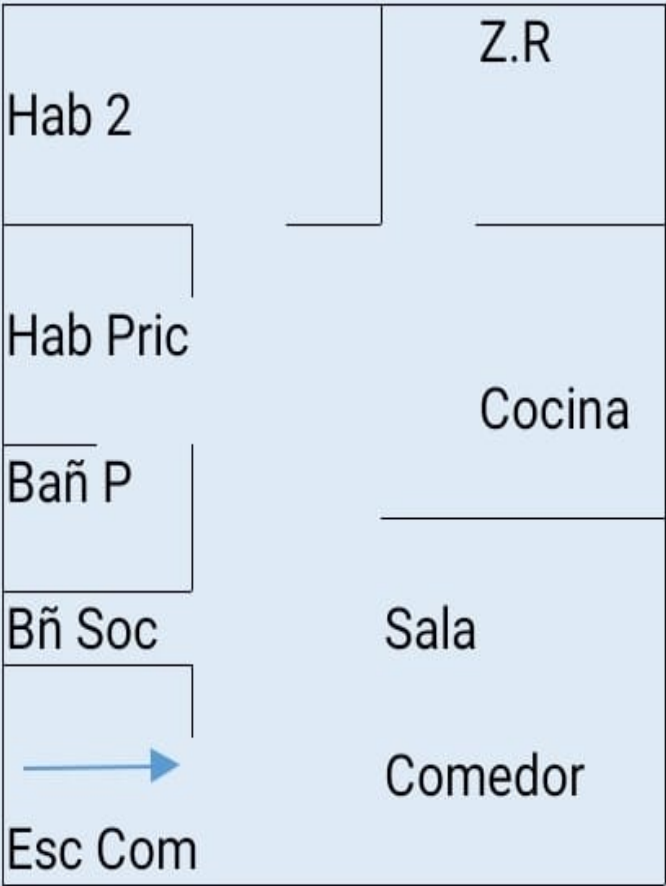 Z.R
Hab 2
Hab Pric
Cocina
Bañ P
Bñ Soc
Sala
Comedor
Esc Com